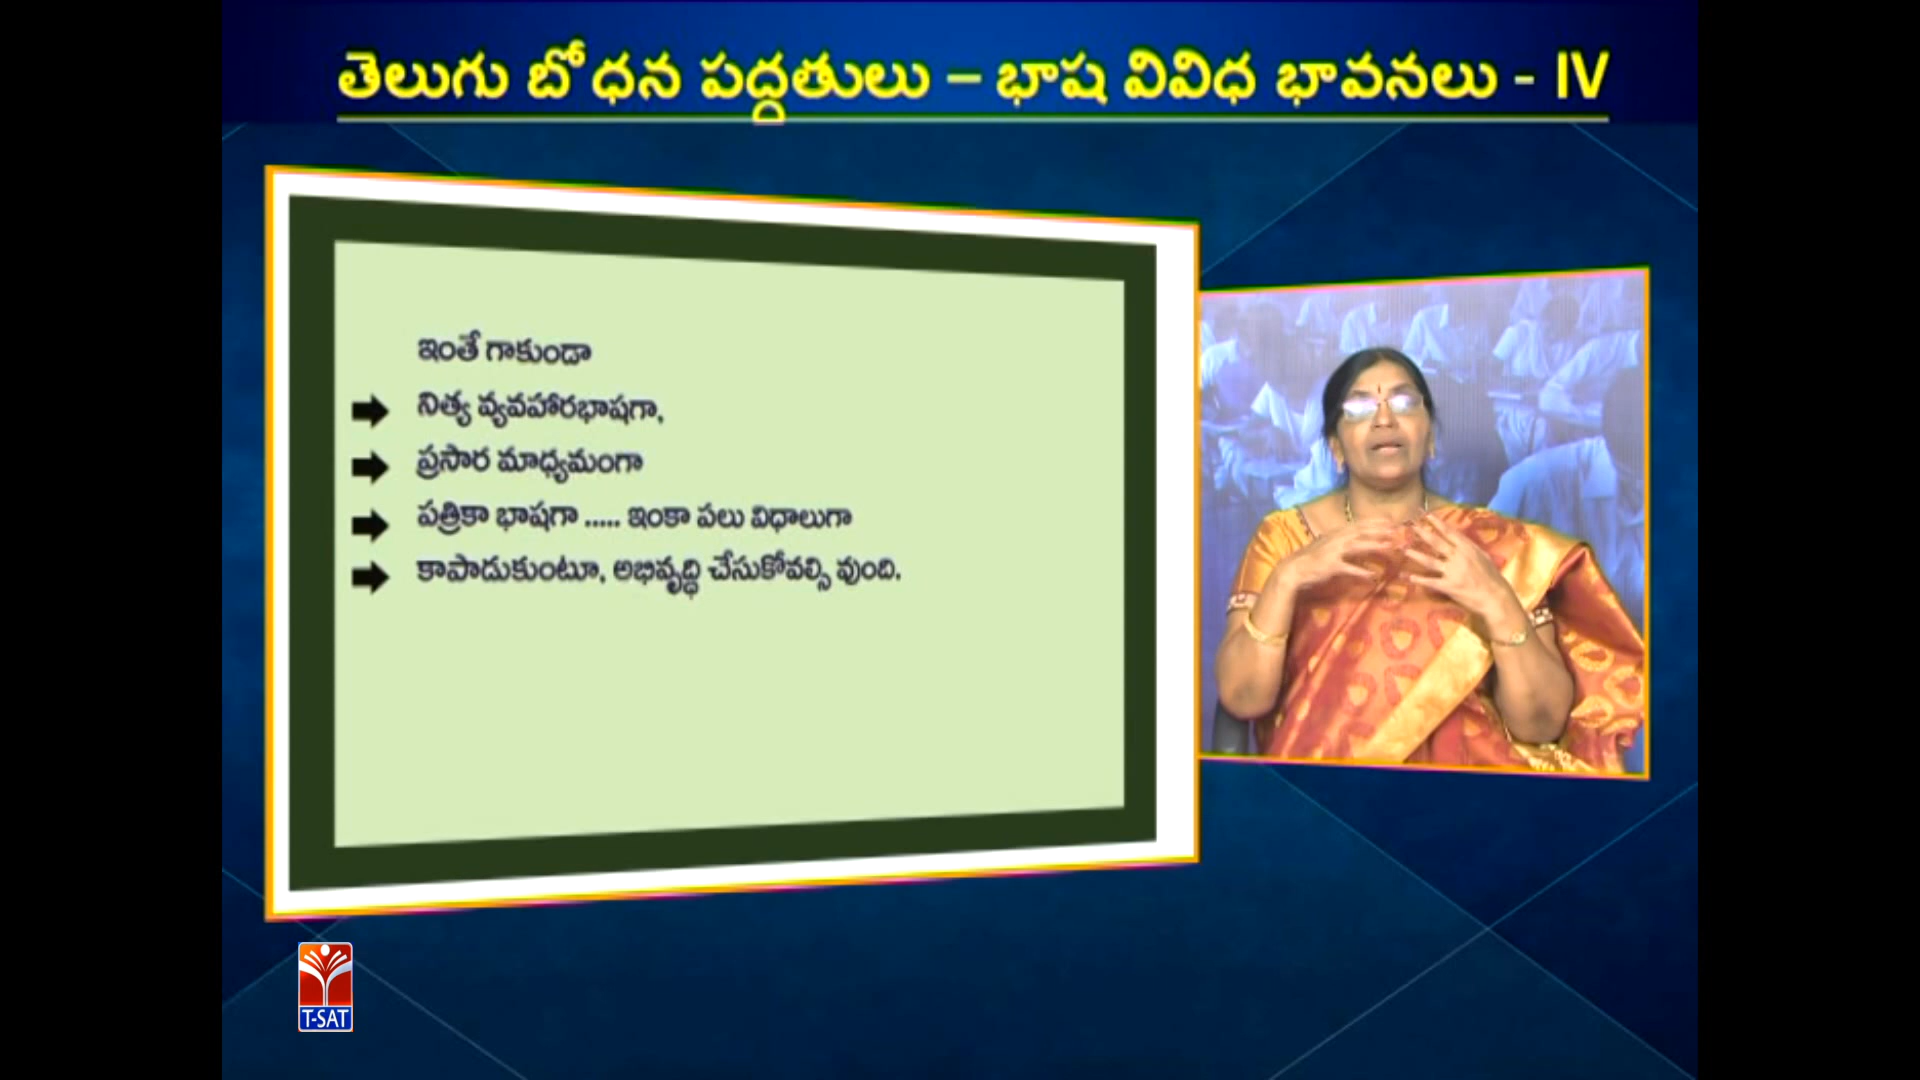 తెలుగు బోధన పద్ధతులు – భాష వివిధ భావనలు - IV
ఇంతే గాకుండా
నిత్య వ్యవహారభాషగా,
ప్రసార మాధ్యమంగా
పత్రికా భాషగా ..... ఇంకా పలు విధాలుగా
కాపాడుకుంటూ, అభివృద్ధి చేసుకోవల్సి వుంది.
T-SAT